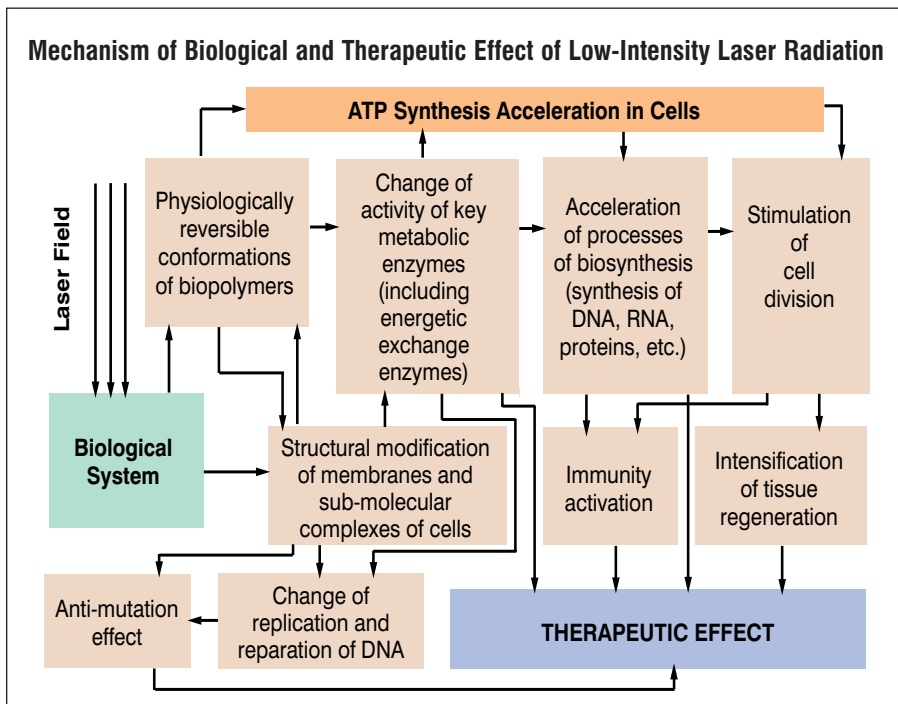 Mechanism of Biological and Therapeutic Effect of Low-Intensity Laser Radiation
ATP Synthesis Acceleration in Cells
Laser Field
Physiologically
reversible
conformations
of biopolymers
Change of
activity of key
metabolic
enzymes
(including
energetic
exchange
enzymes)
Acceleration
of processes
of biosynthesis
(synthesis of
DNA, RNA,
proteins, etc.)
Stimulation
of
cell
division
Biological
System
Structural modification
of membranes and
sub-molecular
complexes of cells
Immunity
activation
Intensification
of tissue
regeneration
Anti-mutation
effect
Change of
replication and
reparation of DNA
THERAPEUTIC EFFECT